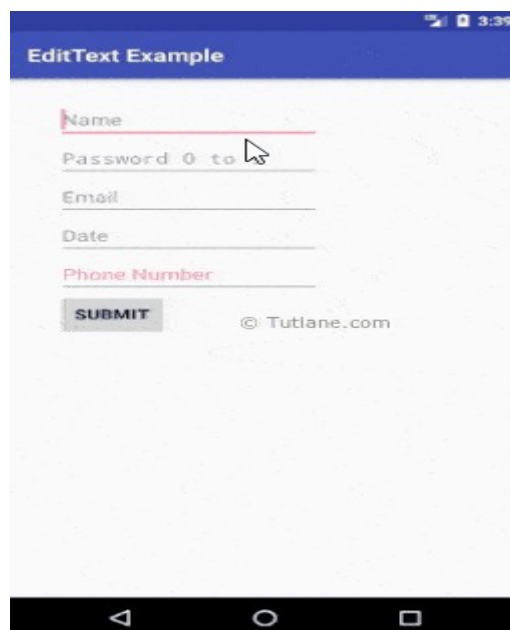 3:39
EditText Example
Name
Password 0 to
Email
Date
Phone Number
SUBMIT
© Tutlane.com